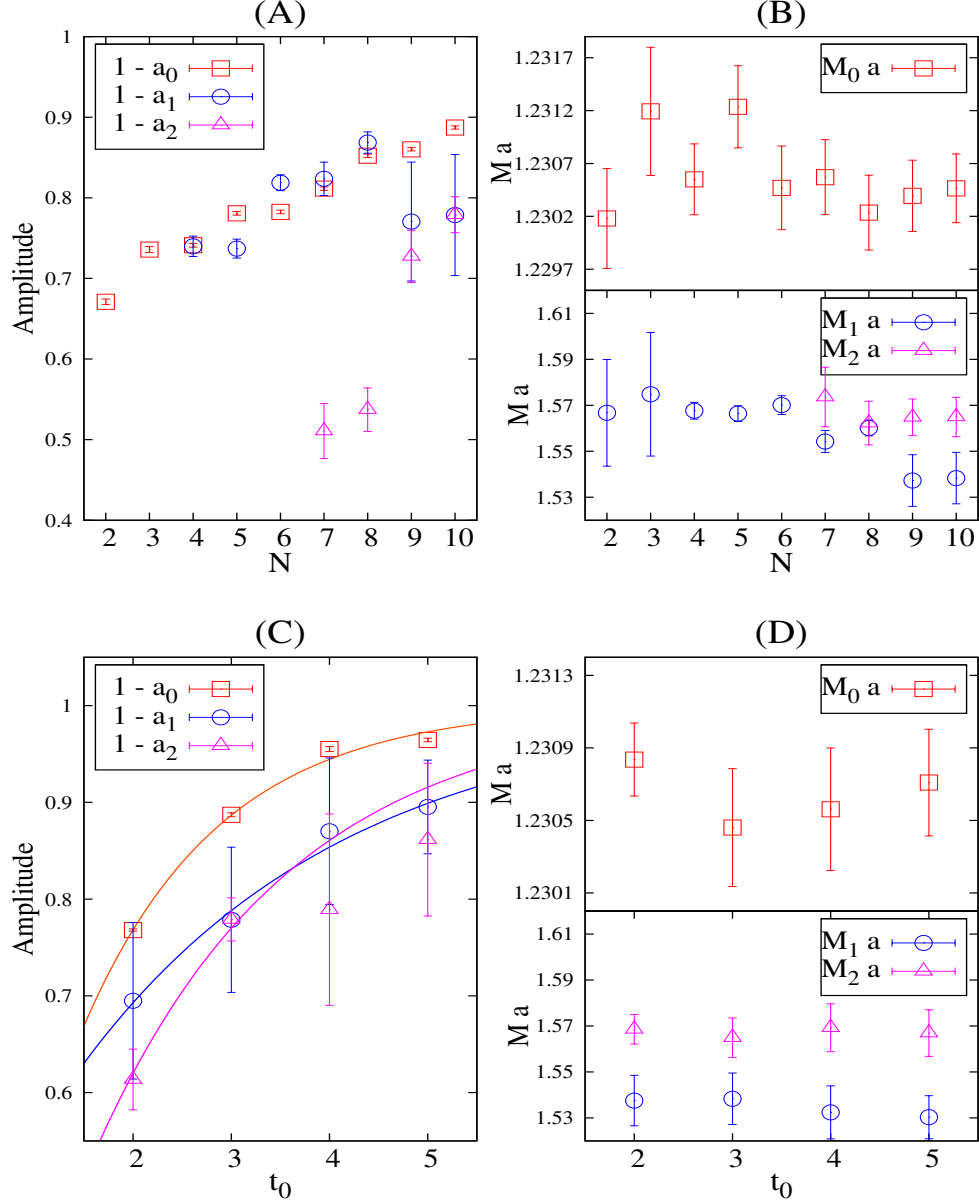 (A)
1
0.9
0.8
0.7
0.6
0.5
0.4
Amplitude
1 - a0
1 - a1
1 - a2
2 3 4 5 6 7 8 9 10
N
(B)
1.2317
1.2312
1.2307
1.2302
1.2297
M a
M0 a
1.61
1.59
1.57
1.55
1.53
M a
M1 a
M2 a
2 3 4 5 6 7 8 9 10
N
(C)
1
0.9
0.8
0.7
0.6
Amplitude
1 - a0
1 - a1
1 - a2
2 3 4 5
t0
(D)
1.2313
1.2309
1.2305
1.2301
M a
M0 a
1.61
1.59
1.57
1.55
1.53
M a
M1 a
M2 a
2 3 4 5
t0